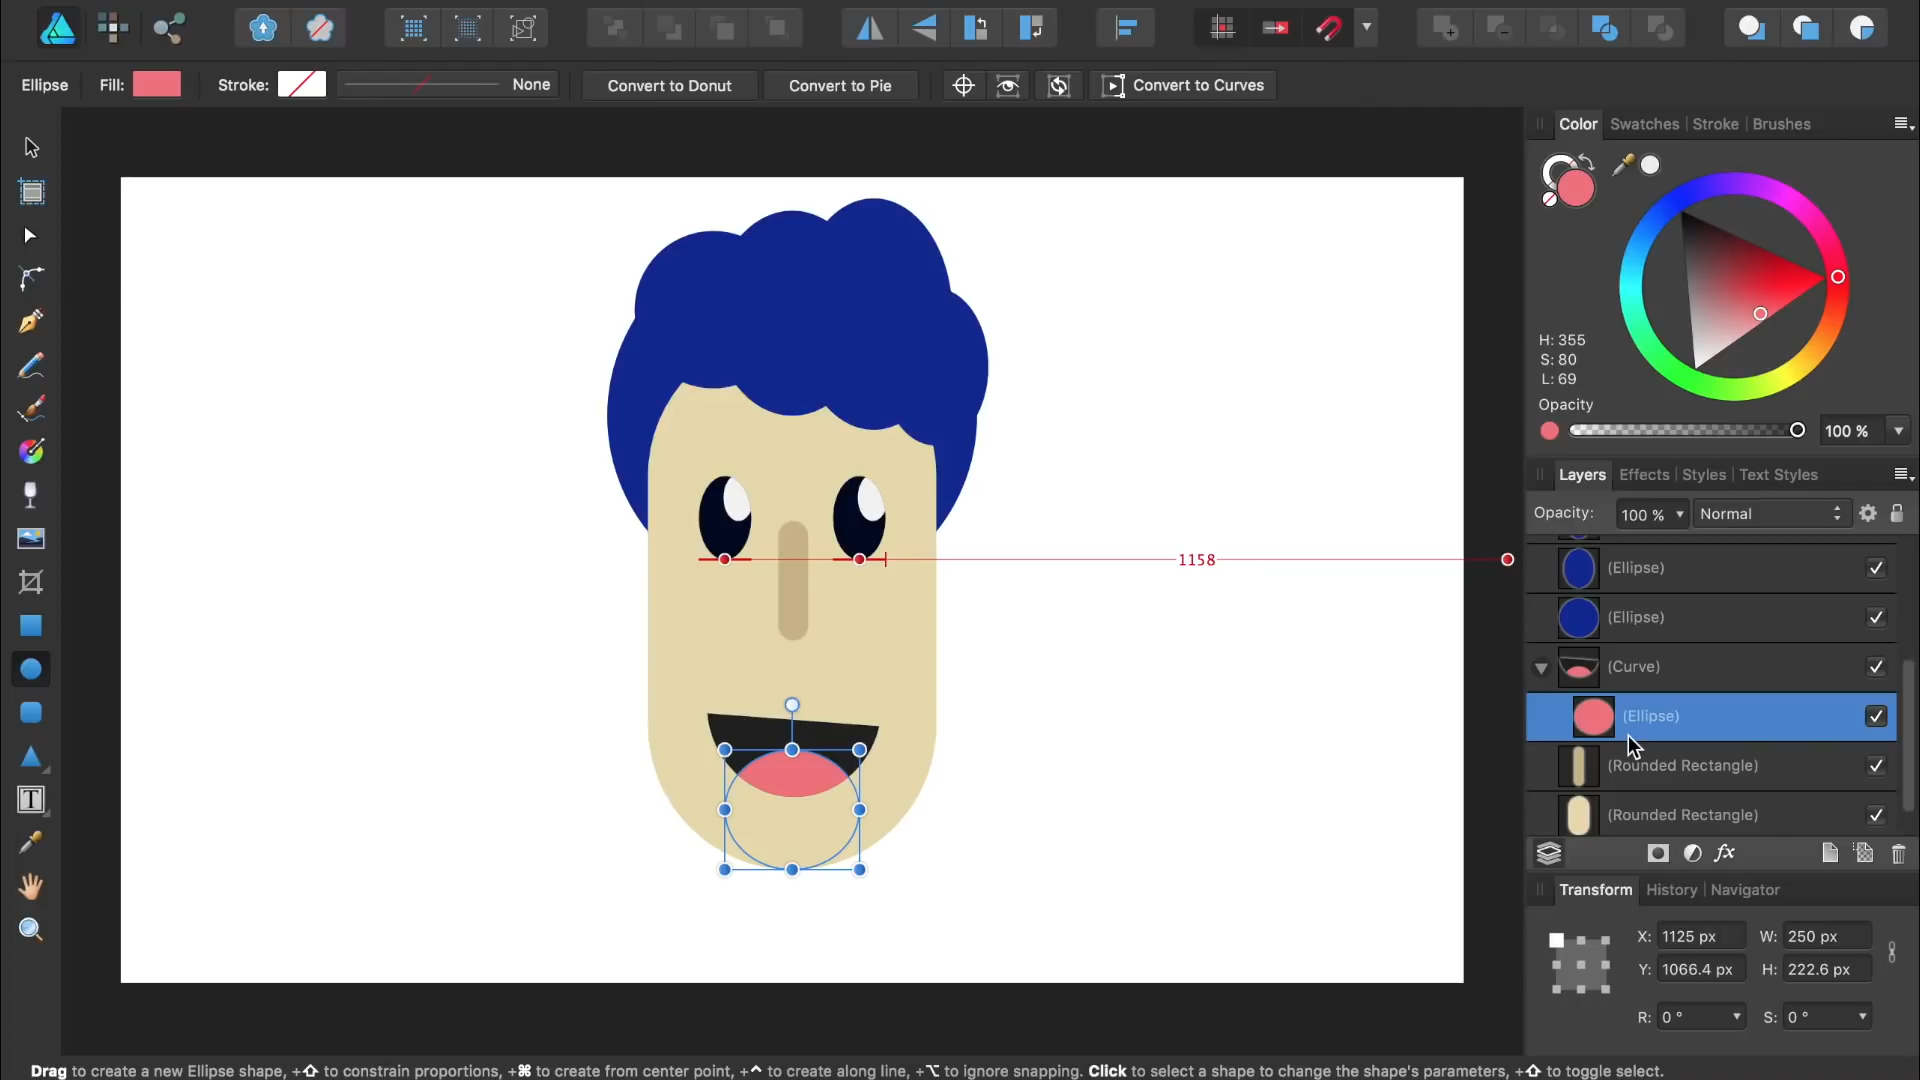 Ellipse Fill: Stroke: None Convert to Donut Convert to Pie Convert to Curves
Color Swatches Stroke Brushes
H: 355
S: 80
L: 69
Opacity
100 %
Layers Effects Styles Text Styles
Opacity: 100 % Normal
(Ellipse)
(Ellipse)
(Curve)
(Ellipse)
(Rounded Rectangle)
(Rounded Rectangle)
fx
1158
T
Transform History Navigator
X: 1125 px W: 250 px
Y: 1066.4 px H: 222.6 px
R: 0 ° S: 0 °
Drag to create a new Ellipse shape, +⇧ to constrain proportions, +⌘ to create from center point, +^ to create along line, +⌥ to ignore snapping. Click to select a shape to change the shape's parameters, +⇧ to toggle select.